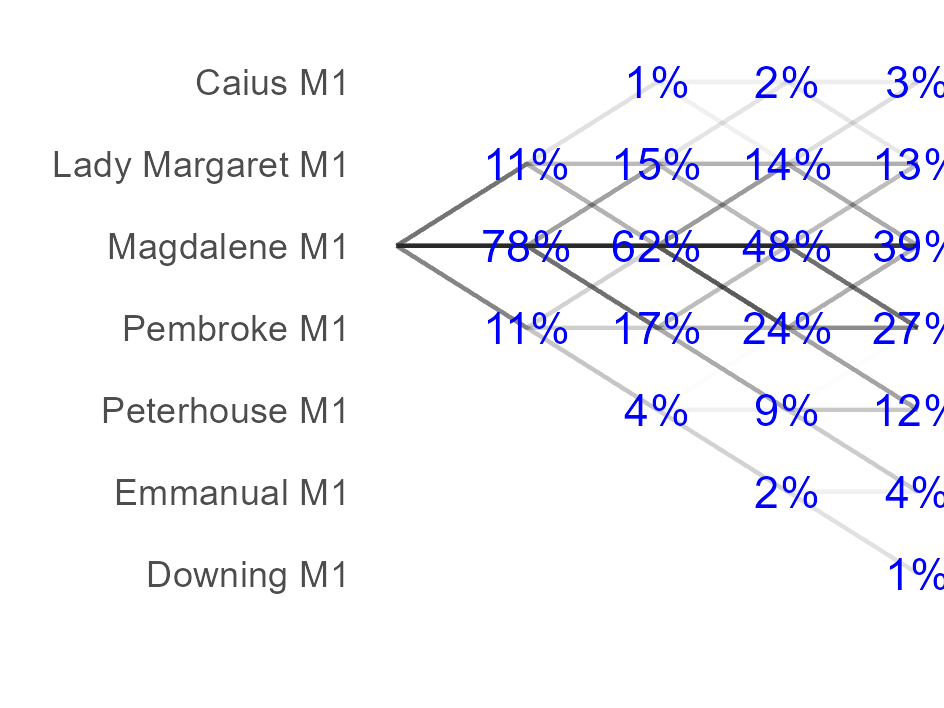 Caius M1 1% 2% 3%
Lady Margaret M1 11% 15% 14% 13%
Magdalene M1 78% 62% 48% 39%
Pembroke M1 11% 17% 24% 27%
Peterhouse M1 4% 9% 12%
Emmanual M1 2% 4%
Downing M1 1%